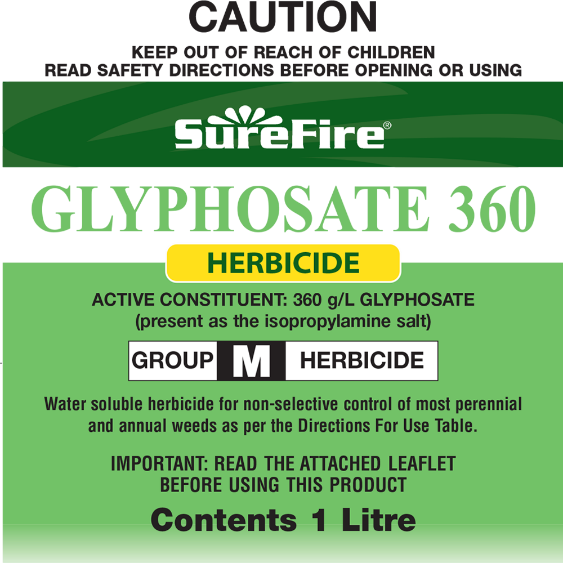 CAUTION
KEEP OUT OF REACH OF CHILDREN
READ SAFETY DIRECTIONS BEFORE OPENING OR USING
SureFire®
GLYPHOSATE 360
HERBICIDE
ACTIVE CONSTITUENT: 360 g/L GLYPHOSATE
(present as the isopropylamine salt)
GROUP M HERBICIDE
Water soluble herbicide for non-selective control of most perennial
and annual weeds as per the Directions For Use Table.
IMPORTANT: READ THE ATTACHED LEAFLET
BEFORE USING THIS PRODUCT
Contents 1 Litre